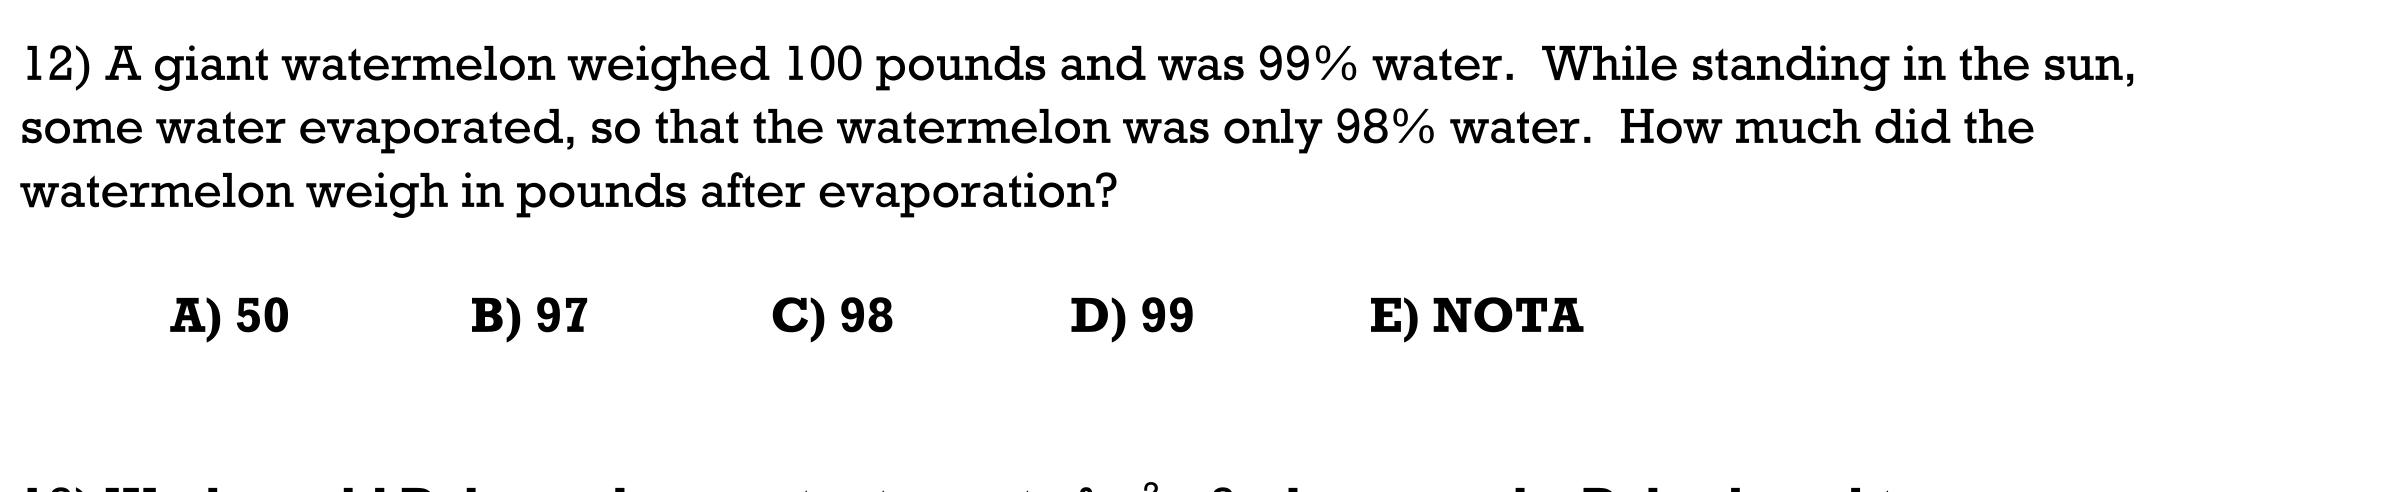 12) A giant watermelon weighed 100 pounds and was 99% water.  While standing in the sun,
some water evaporated, so that the watermelon was only 98% water.  How much did the
watermelon weigh in pounds after evaporation?
A) 50 B) 97 C) 98 D) 99 E) NOTA